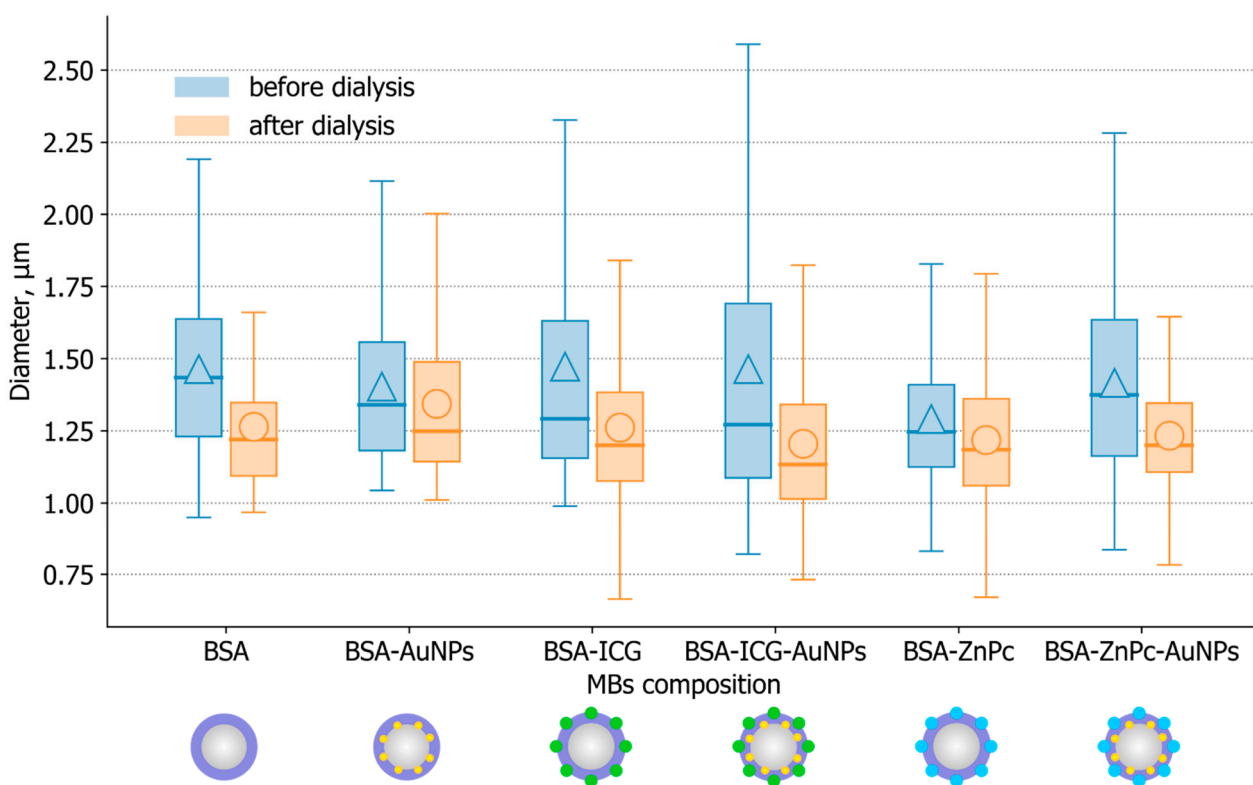 2.50
before dialysis
after dialysis
2.25
2.00
1.75
1.50
1.25
1.00
0.75
Diameter, μm
BSA BSA-AuNPs BSA-ICG BSA-ICG-AuNPs BSA-ZnPc BSA-ZnPc-AuNPs
MBs composition